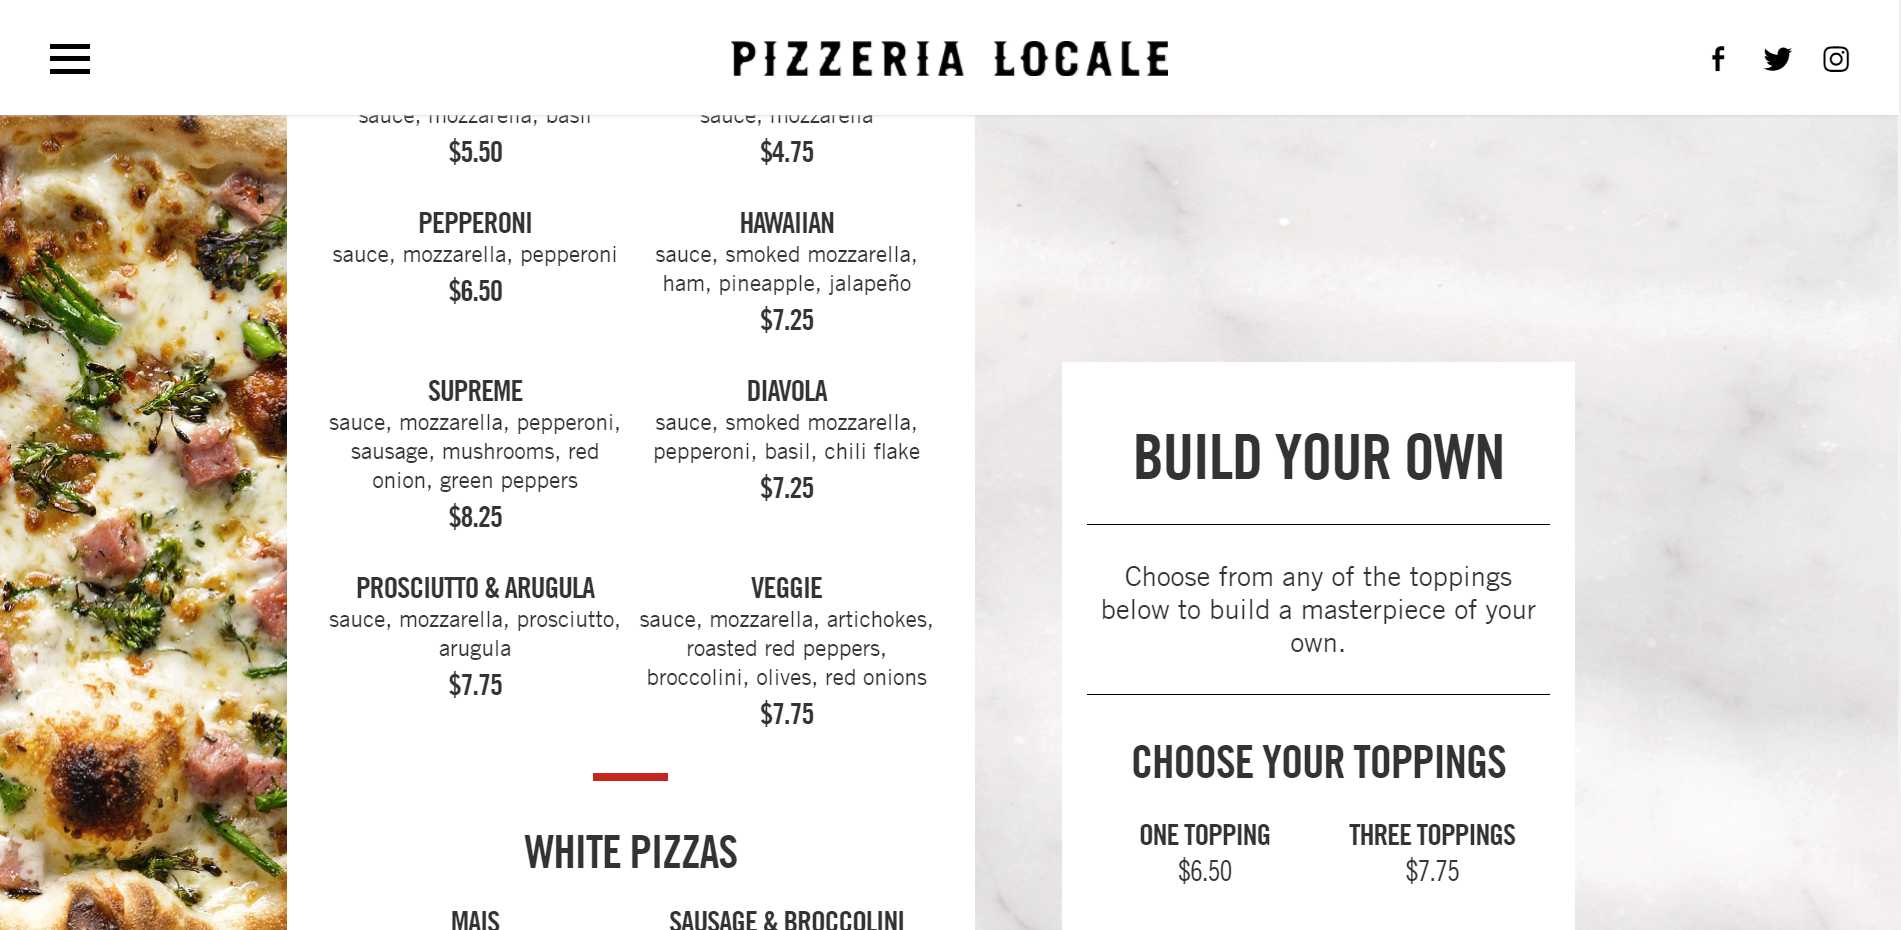 PIZZERIA LOCALE
sauce, mozzarella, basil
$5.50
sauce, mozzarella
$4.75
PEPPERONI
sauce, mozzarella, pepperoni
$6.50
HAWAIIAN
sauce, smoked mozzarella,
ham, pineapple, jalapeño
$7.25
SUPREME
sauce, mozzarella, pepperoni,
sausage, mushrooms, red
onion, green peppers
$8.25
DIAVOLA
sauce, smoked mozzarella,
pepperoni, basil, chili flake
$7.25
PROSCIUTTO & ARUGULA
sauce, mozzarella, prosciutto,
arugula
$7.75
VEGGIE
sauce, mozzarella, artichokes,
roasted red peppers,
broccolini, olives, red onions
$7.75
WHITE PIZZAS
MAIS
SAUSAGE & BROCCOLINI
BUILD YOUR OWN
Choose from any of the toppings
below to build a masterpiece of your
own.
CHOOSE YOUR TOPPINGS
ONE TOPPING
$6.50
THREE TOPPINGS
$7.75